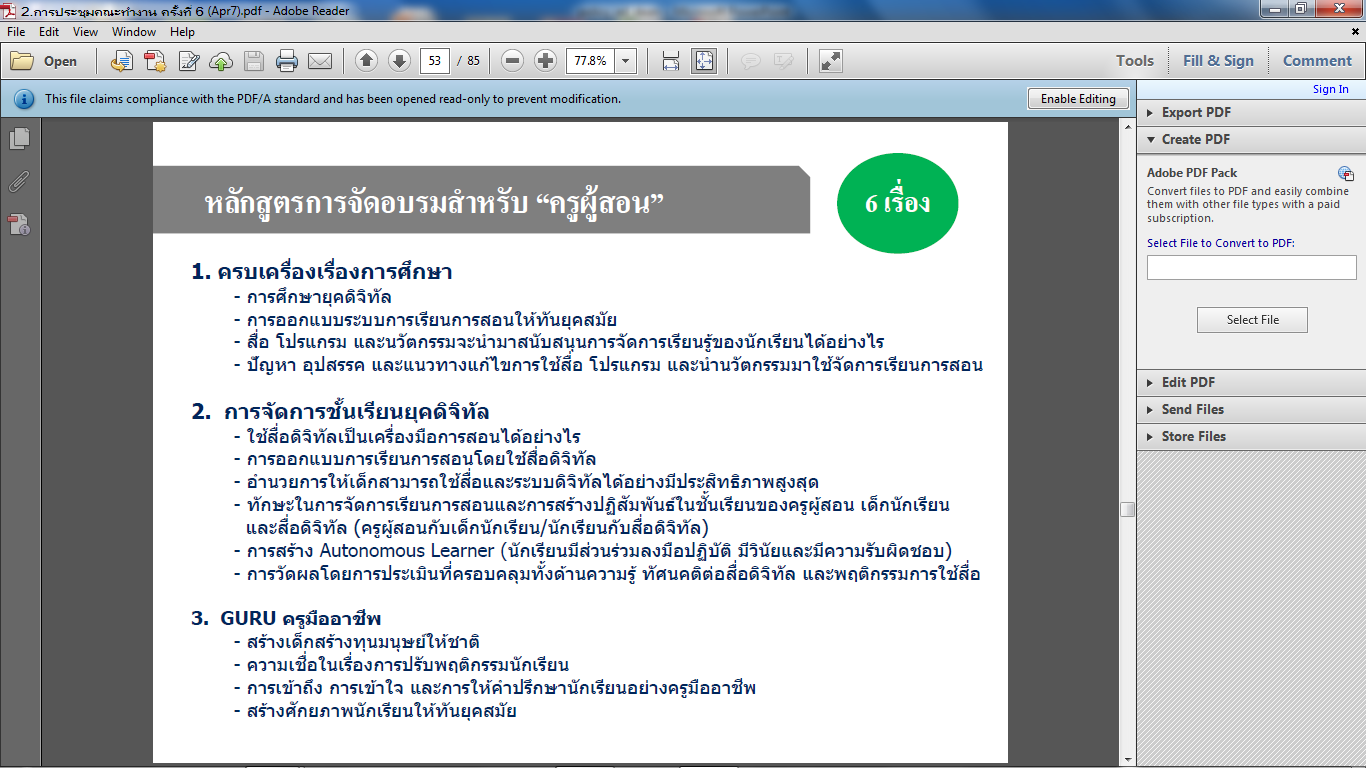 2.การประชุมคณะทำงาน ครั้งที่ 6 (Apr7).pdf - Adobe Reader
File Edit View Window Help
Open 53 / 85 77.8% Tools Fill & Sign Comment
This file claims compliance with the PDF/A standard and has been opened read-only to prevent modification. Enable Editing
Sign In
Export PDF
Create PDF
Adobe PDF Pack
Convert files to PDF and easily combine
them with other file types with a paid
subscription.
Select File to Convert to PDF:
Select File
Edit PDF
Send Files
Store Files
หลักสูตรการจัดอบรมสำหรับ “ครูผู้สอน”
6 เรื่อง
1. ครบเครื่องเรื่องการศึกษา
- การศึกษายุคดิจิทัล
- การออกแบบระบบการเรียนการสอนให้ทันยุคสมัย
- สื่อ โปรแกรม และนวัตกรรมจะนำมาสนับสนุนการจัดการเรียนรู้ของนักเรียนได้อย่างไร
- ปัญหา อุปสรรค และแนวทางแก้ไขการใช้สื่อ โปรแกรม และนำนวัตกรรมมาใช้จัดการเรียนการสอน
2. การจัดการชั้นเรียนยุคดิจิทัล
- ใช้สื่อดิจิทัลเป็นเครื่องมือการสอนได้อย่างไร
- การออกแบบการเรียนการสอนโดยใช้สื่อดิจิทัล
- อำนวยการให้เด็กสามารถใช้สื่อและระบบดิจิทัลได้อย่างมีประสิทธิภาพสูงสุด
- ทักษะในการจัดการเรียนการสอนและการสร้างปฏิสัมพันธ์ในชั้นเรียนของครูผู้สอน เด็กนักเรียน
และสื่อดิจิทัล (ครูผู้สอนกับเด็กนักเรียน/นักเรียนกับสื่อดิจิทัล)
- การสร้าง Autonomous Learner (นักเรียนมีส่วนร่วมลงมือปฏิบัติ มีวินัยและมีความรับผิดชอบ)
- การวัดผลโดยการประเมินที่ครอบคลุมทั้งด้านความรู้ ทัศนคติต่อสื่อดิจิทัล และพฤติกรรมการใช้สื่อ
3. GURU ครูมืออาชีพ
- สร้างเด็กสร้างทุนมนุษย์ให้ชาติ
- ความเชื่อในเรื่องการปรับพฤติกรรมนักเรียน
- การเข้าถึง การเข้าใจ และการให้คำปรึกษานักเรียนอย่างครูมืออาชีพ
- สร้างศักยภาพนักเรียนให้ทันยุคสมัย